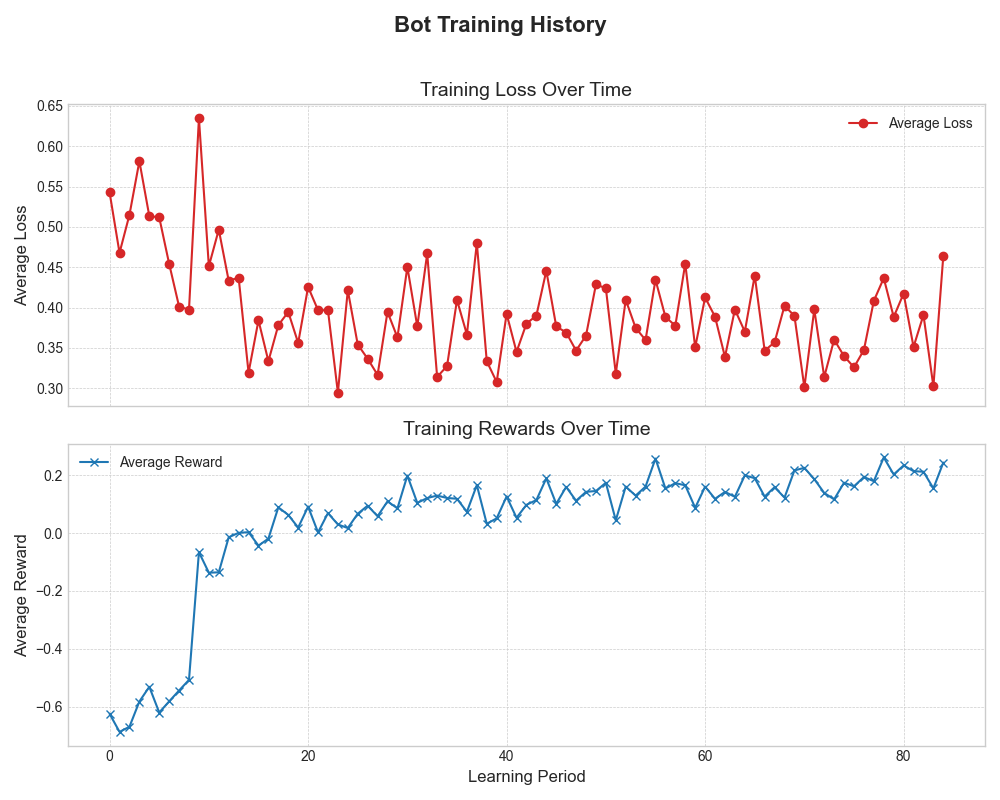 Bot Training History
Training Loss Over Time
0.65
0.60
0.55
0.50
0.45
0.40
0.35
0.30
Average Loss
Average Loss
Training Rewards Over Time
0.2
0.0
−0.2
−0.4
−0.6
Average Reward
Average Reward
0 20 40 60 80
Learning Period